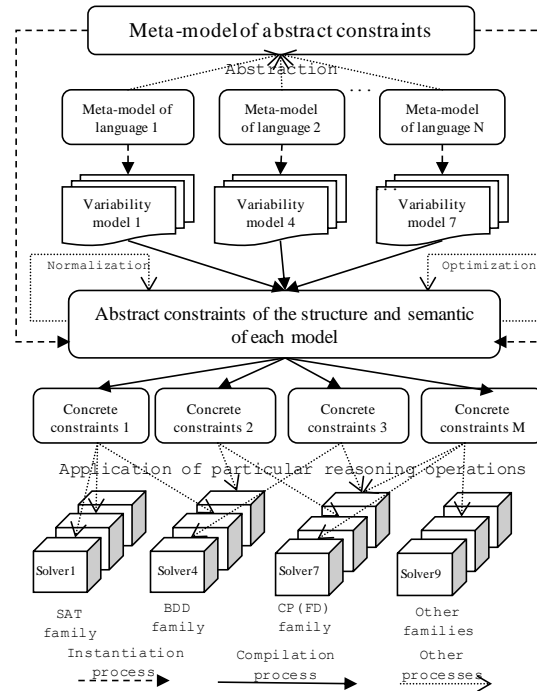 Meta-model of abstract constraints
Abstraction
Meta-model of
language 1
Meta-model
of language 2
...
Meta-model
of language N
Variability
model 1
Variability
model 4
...
Variability
model 7
Normalization
Optimization
Abstract constraints of the structure and semantic
of each model
Concrete
constraints 1
Concrete
constraints 2
Concrete
constraints 3
Concrete
constraints M
Application of particular reasoning operations
Solver1
Solver4
Solver7
Solver9
SAT
family
BDD
family
CP(FD)
family
Other
families
Instantiation
process
Compilation
process
Other
processes